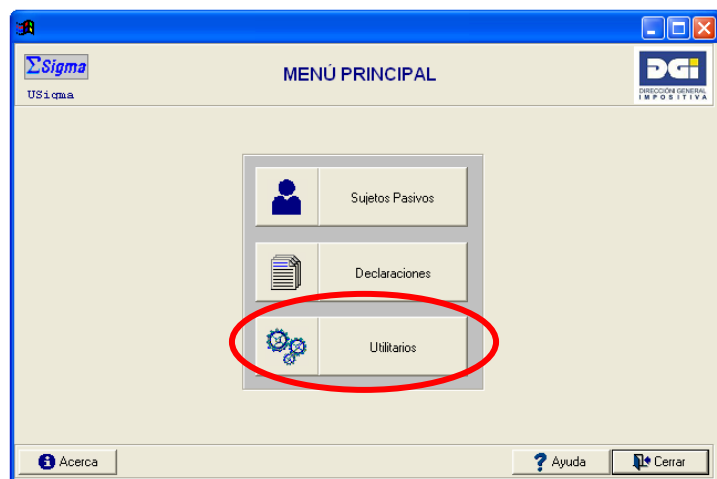 ΣSigma
USigma
MENÚ PRINCIPAL
DGI
DIRECCIÓN GENERAL
IMPOSITIVA
Sujetos Pasivos
Declaraciones
Utilitarios
Acerca
Ayuda
Cerrar